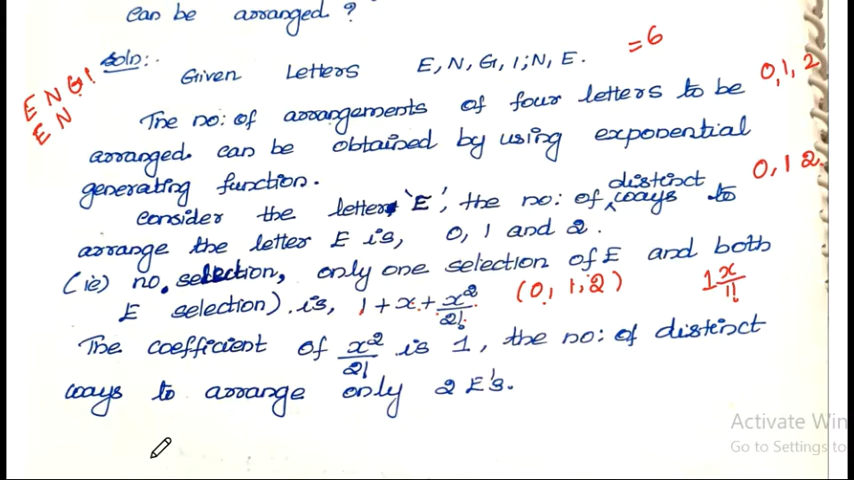 can be arranged ?
Soln:-
Given Letters E, N, G, I, N, E. = 6
E N G I
E N
The no: of arrangements of four letters to be 0, 1, 2
arranged can be obtained by using exponential
generating function.
Consider the letter 'E', the no: of distinct ways to 0, 1 2
arrange the letter E is, 0, 1 and 2.
(ie) no selection, only one selection of E and both
E selection) is, 1 + x + x²/2! (0, 1, 2) 1 x/1!
The coefficient of x²/2! is 1, the no: of distinct
ways to arrange only 2 E's.
Activate Win
Go to Settings to